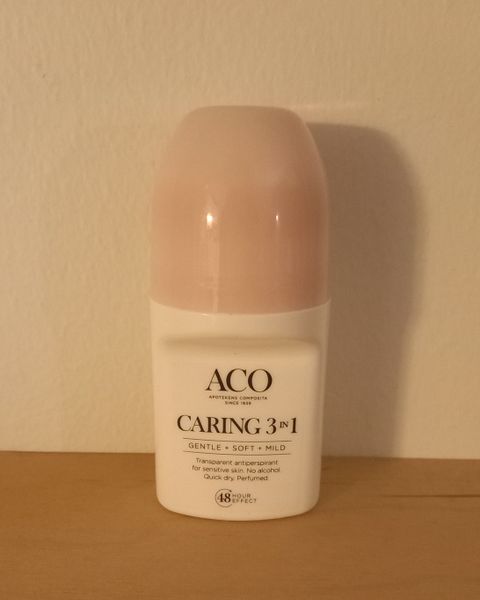 ACO
APOTEKENS COMPOSITA
SINCE 1939
CARING 3 IN 1
GENTLE + SOFT + MILD
Transparent antiperspirant
for sensitive skin. No alcohol.
Quick dry. Perfumed.
48 HOUR
EFFECT